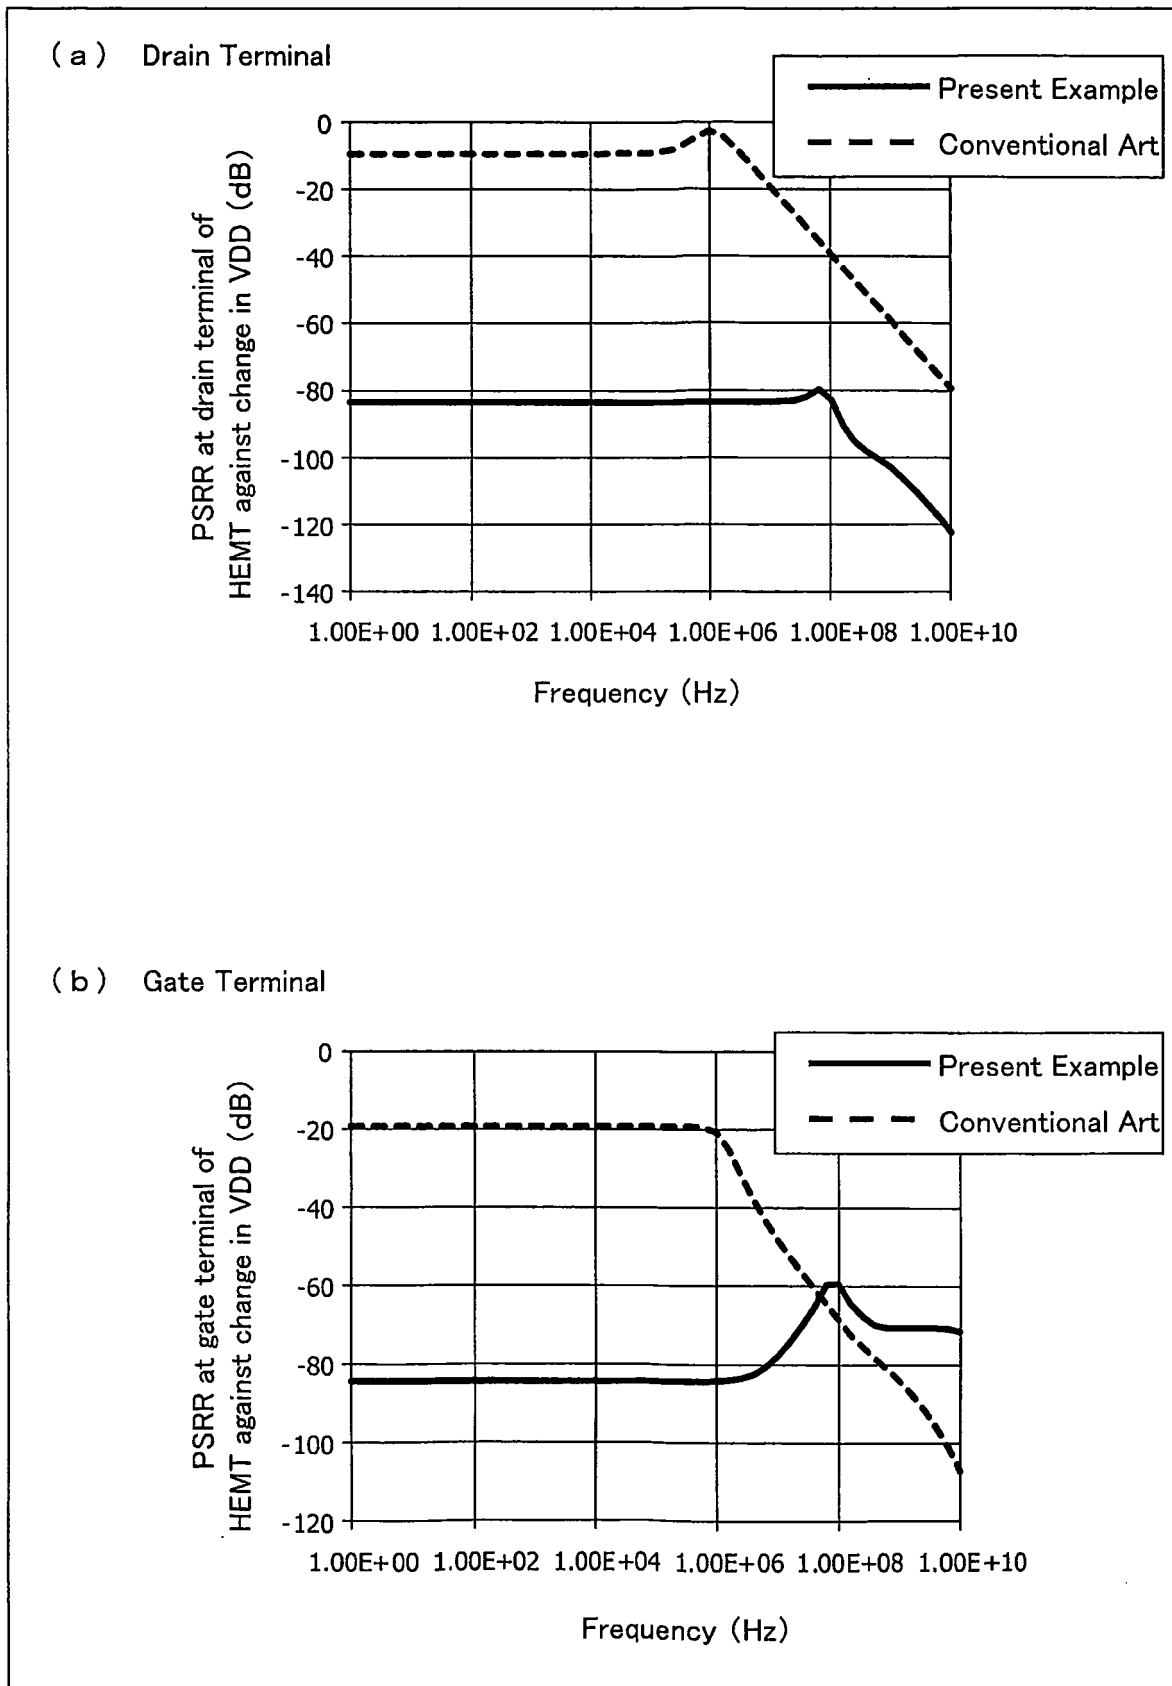 (a) Drain Terminal
Present Example
Conventional Art
PSRR at drain terminal of
HEMT against change in VDD (dB)
0
-20
-40
-60
-80
-100
-120
-140
1.00E+00 1.00E+02 1.00E+04 1.00E+06 1.00E+08 1.00E+10
Frequency (Hz)
(b) Gate Terminal
Present Example
Conventional Art
PSRR at gate terminal of
HEMT against change in VDD (dB)
0
-20
-40
-60
-80
-100
-120
1.00E+00 1.00E+02 1.00E+04 1.00E+06 1.00E+08 1.00E+10
Frequency (Hz)